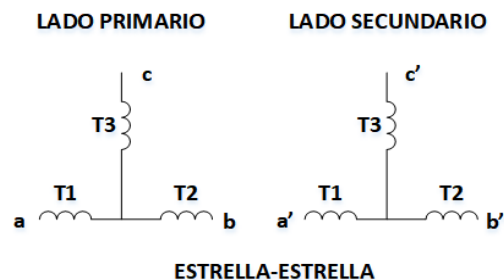 LADO PRIMARIO LADO SECUNDARIO
c c'
T3 T3
T1 T2 T1 T2
a b a' b'
ESTRELLA-ESTRELLA